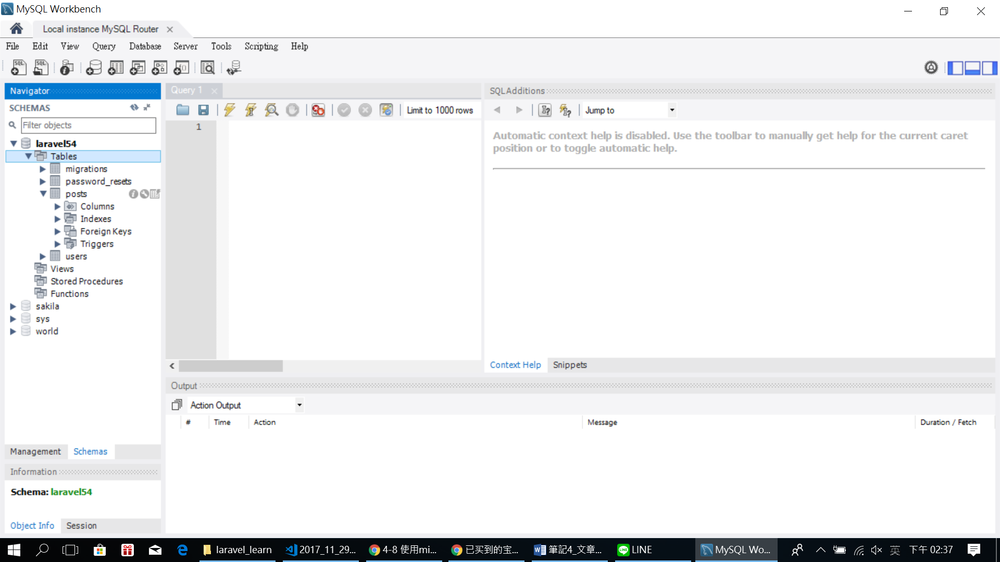 MySQL Workbench
Local instance MySQL Router
File Edit View Query Database Server Tools Scripting Help
Navigator
SCHEMAS
Filter objects
laravel54
Tables
migrations
password_resets
posts
Columns
Indexes
Foreign Keys
Triggers
users
Views
Stored Procedures
Functions
sakila
sys
world
Management Schemas
Information
Schema: laravel54
Object Info Session
Query 1
Limit to 1000 rows
1
SQLAdditions
Jump to
Automatic context help is disabled. Use the toolbar to manually get help for the current caret
position or to toggle automatic help.
Context Help Snippets
Output
Action Output
# Time Action Message Duration / Fetch
laravel_learn
2017_11_29...
4-8 使用mi...
已买到的宝...
筆記4_文章...
LINE
MySQL Wo...
英
下午 02:37